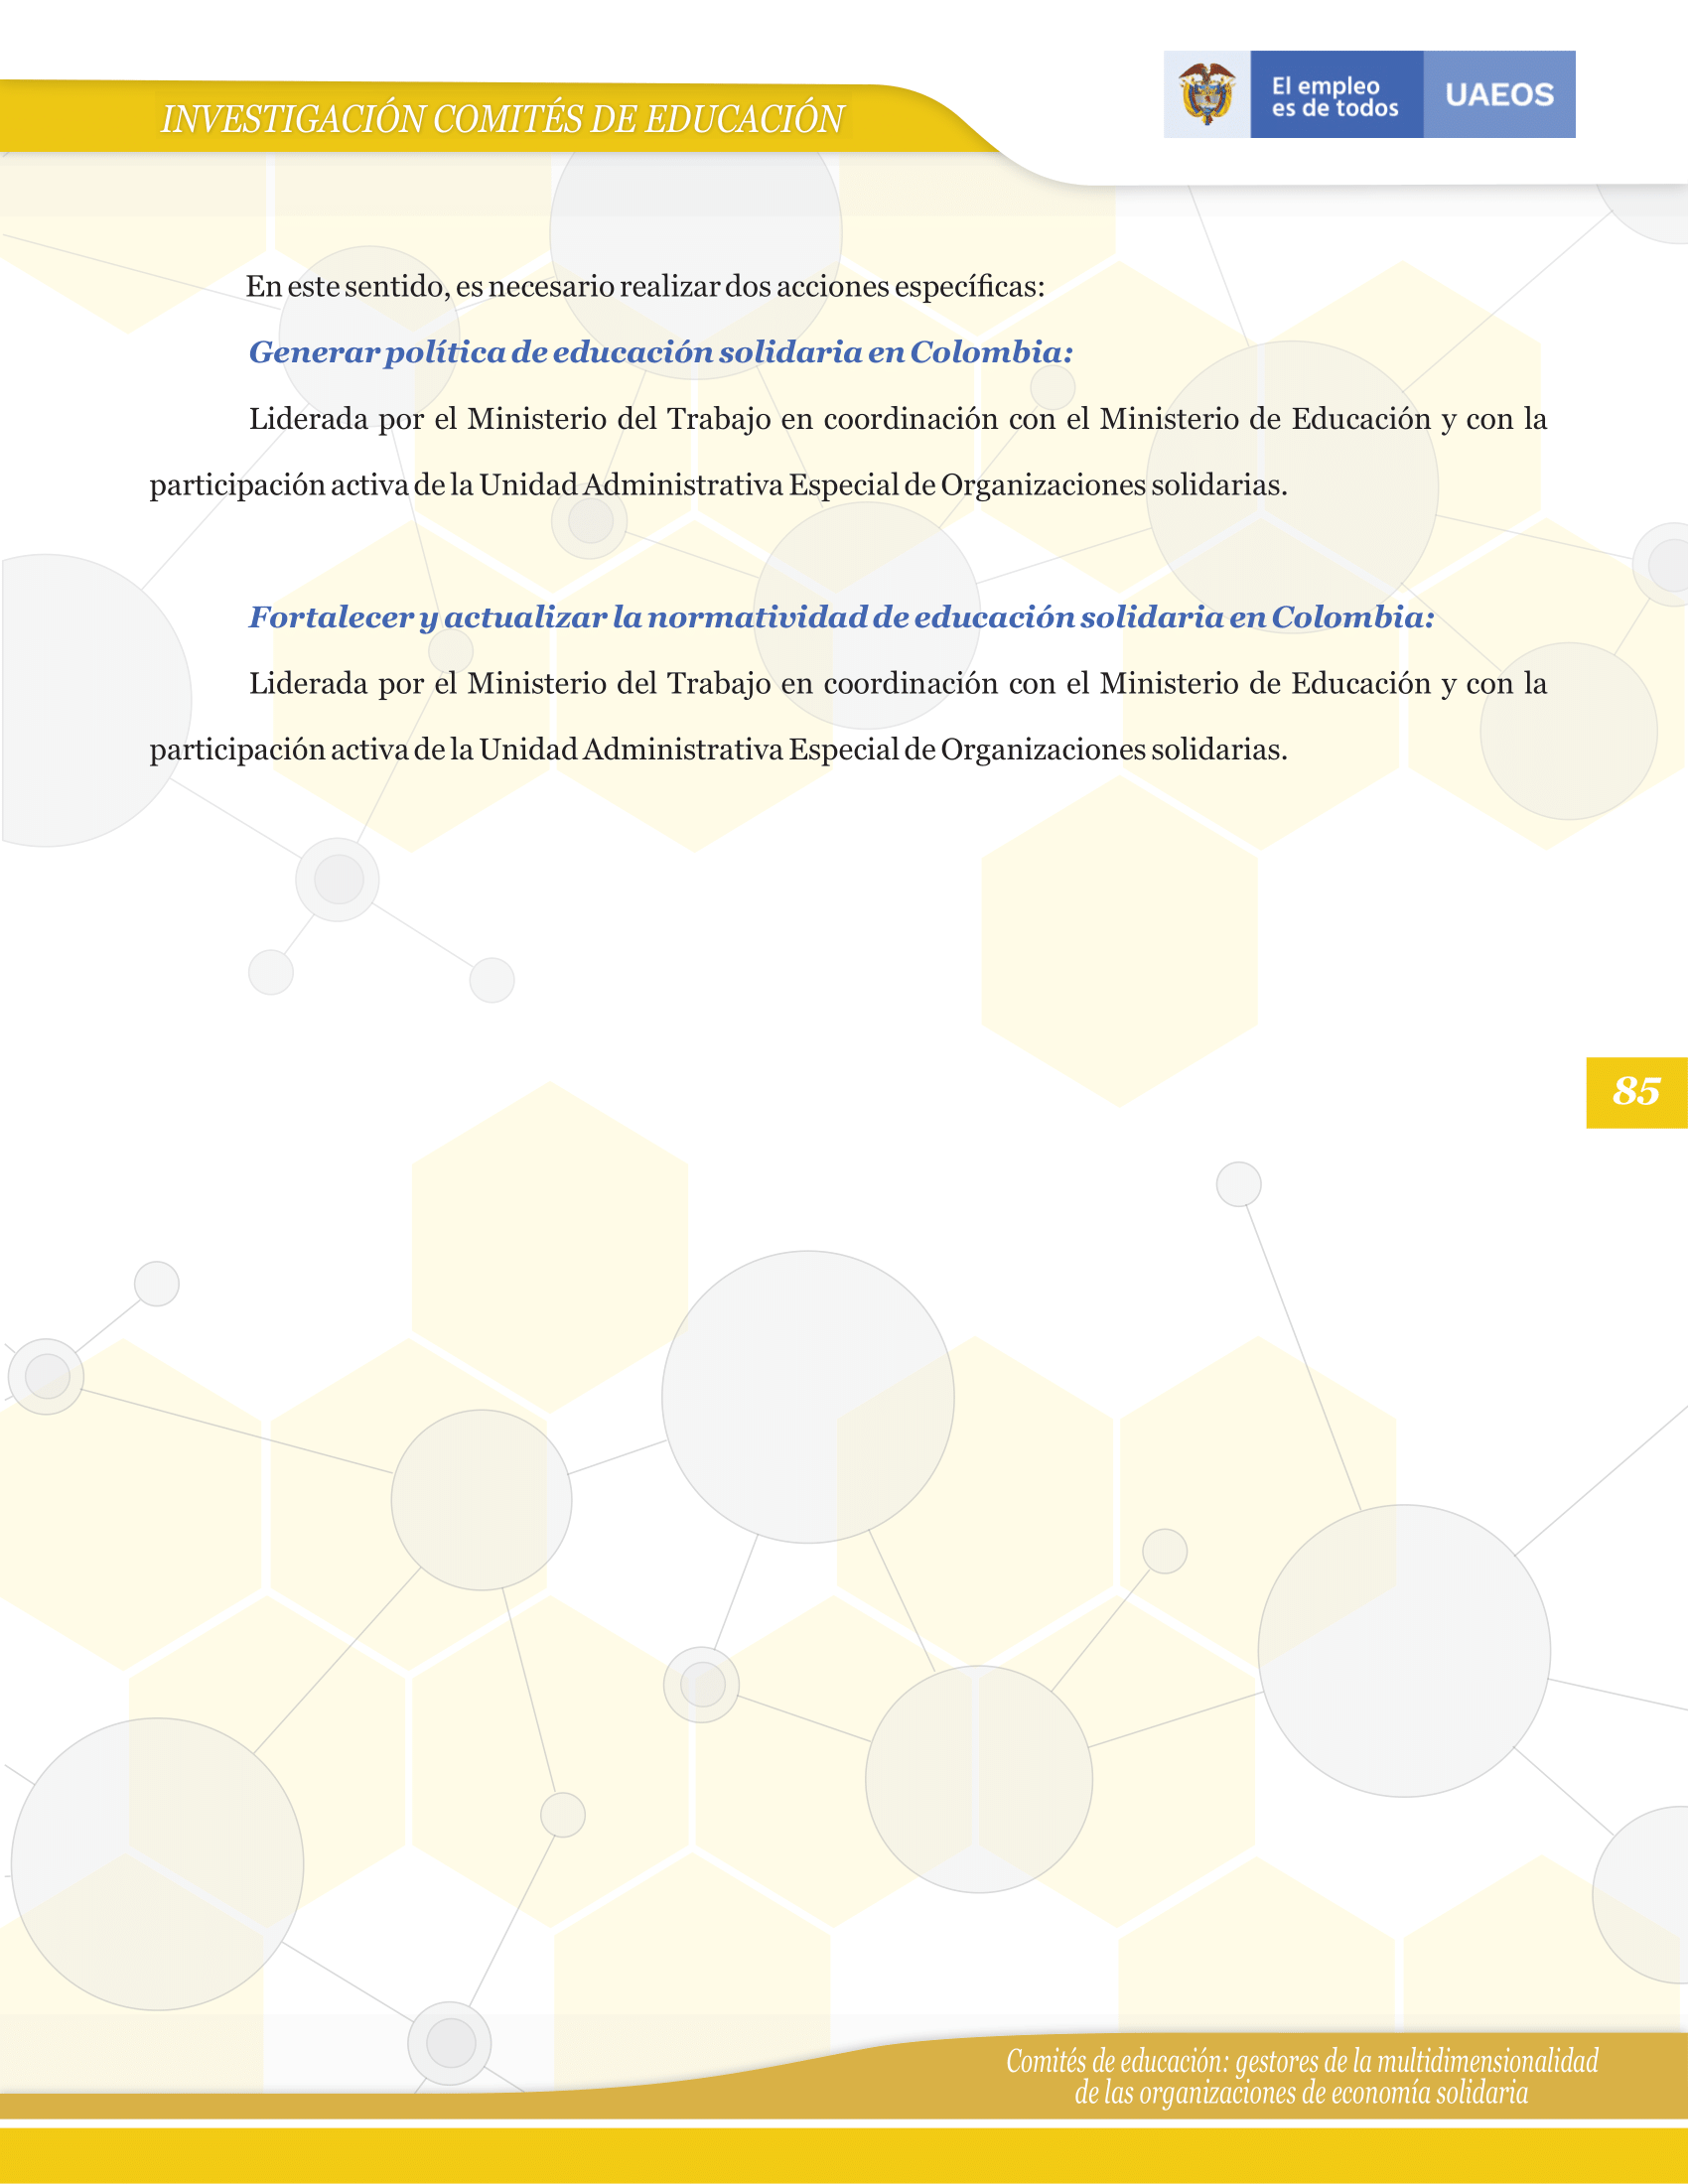 INVESTIGACIÓN COMITÉS DE EDUCACIÓN
El empleo
es de todos
UAEOS
En este sentido, es necesario realizar dos acciones específicas:
Generar política de educación solidaria en Colombia:
Liderada por el Ministerio del Trabajo en coordinación con el Ministerio de Educación y con la
participación activa de la Unidad Administrativa Especial de Organizaciones solidarias.
Fortalecer y actualizar la normatividad de educación solidaria en Colombia:
Liderada por el Ministerio del Trabajo en coordinación con el Ministerio de Educación y con la
participación activa de la Unidad Administrativa Especial de Organizaciones solidarias.
85
Comités de educación: gestores de la multidimensionalidad
de las organizaciones de economía solidaria